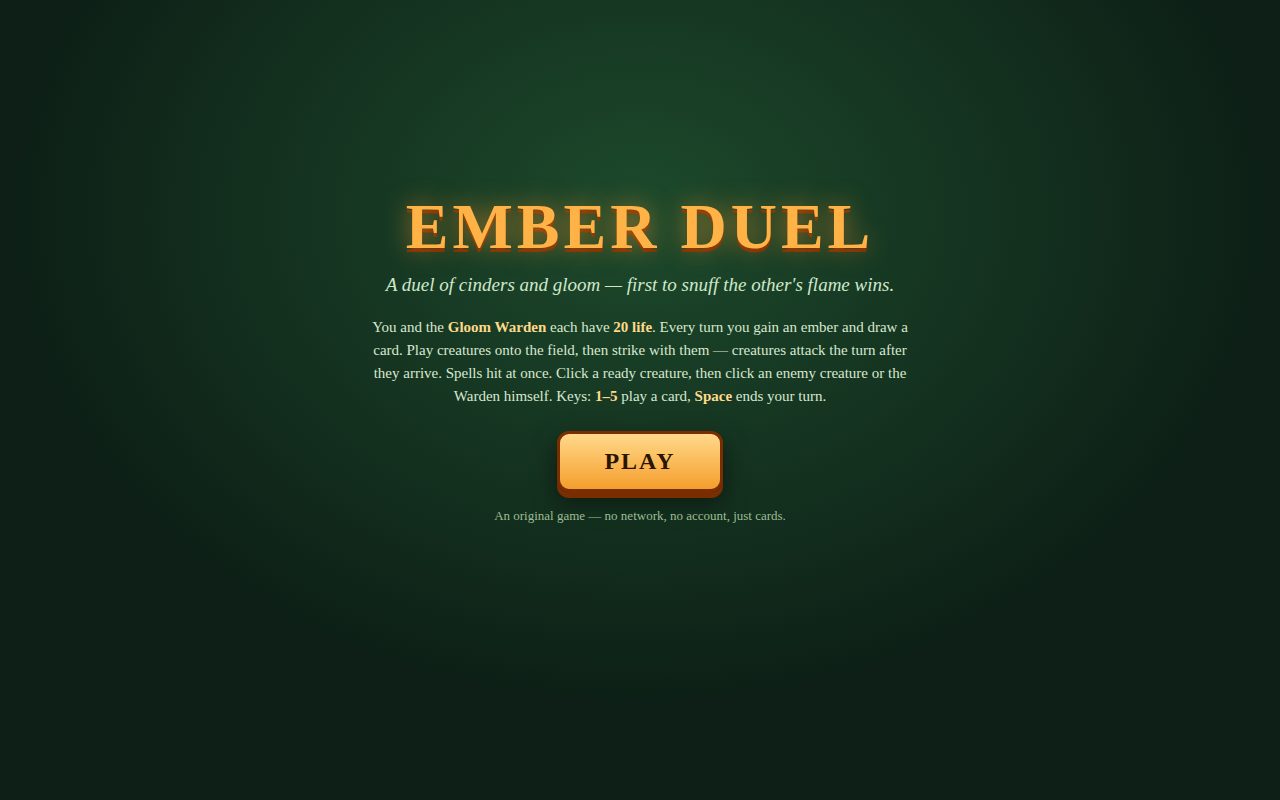 EMBER DUEL
A duel of cinders and gloom — first to snuff the other's flame wins.
You and the Gloom Warden each have 20 life. Every turn you gain an ember and draw a
card. Play creatures onto the field, then strike with them — creatures attack the turn after
they arrive. Spells hit at once. Click a ready creature, then click an enemy creature or the
Warden himself. Keys: 1–5 play a card, Space ends your turn.
PLAY
An original game — no network, no account, just cards.